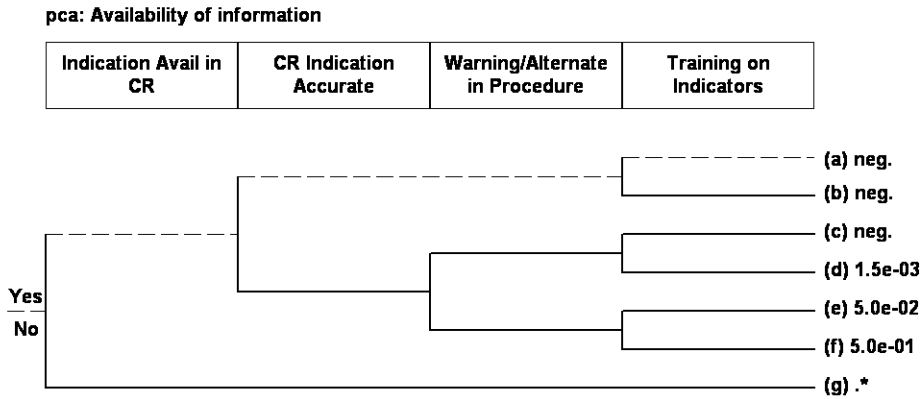 pca: Availability of information
Indication Avail in CR
CR Indication Accurate
Warning/Alternate in Procedure
Training on Indicators
(a) neg.
(b) neg.
(c) neg.
(d) 1.5e-03
Yes
(e) 5.0e-02
No
(f) 5.0e-01
(g) .*